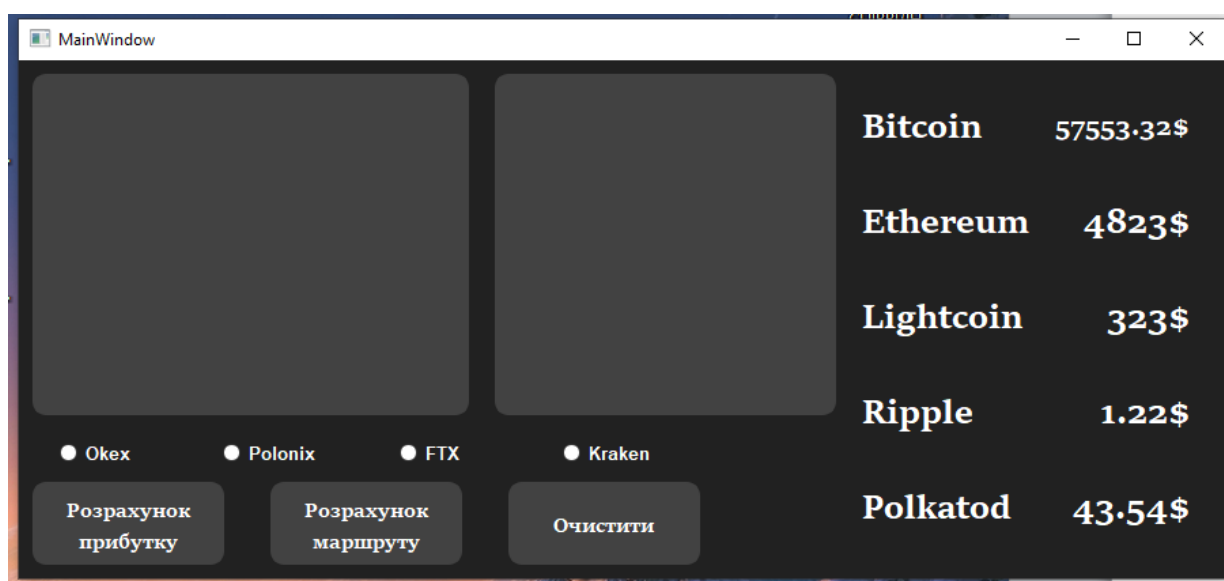 MainWindow
Bitcoin 57553.32$
Ethereum 4823$
Lightcoin 323$
Ripple 1.22$
Polkatod 43.54$
Okex Polonix FTX Kraken
Розрахунок
прибутку
Розрахунок
маршруту
Очистити